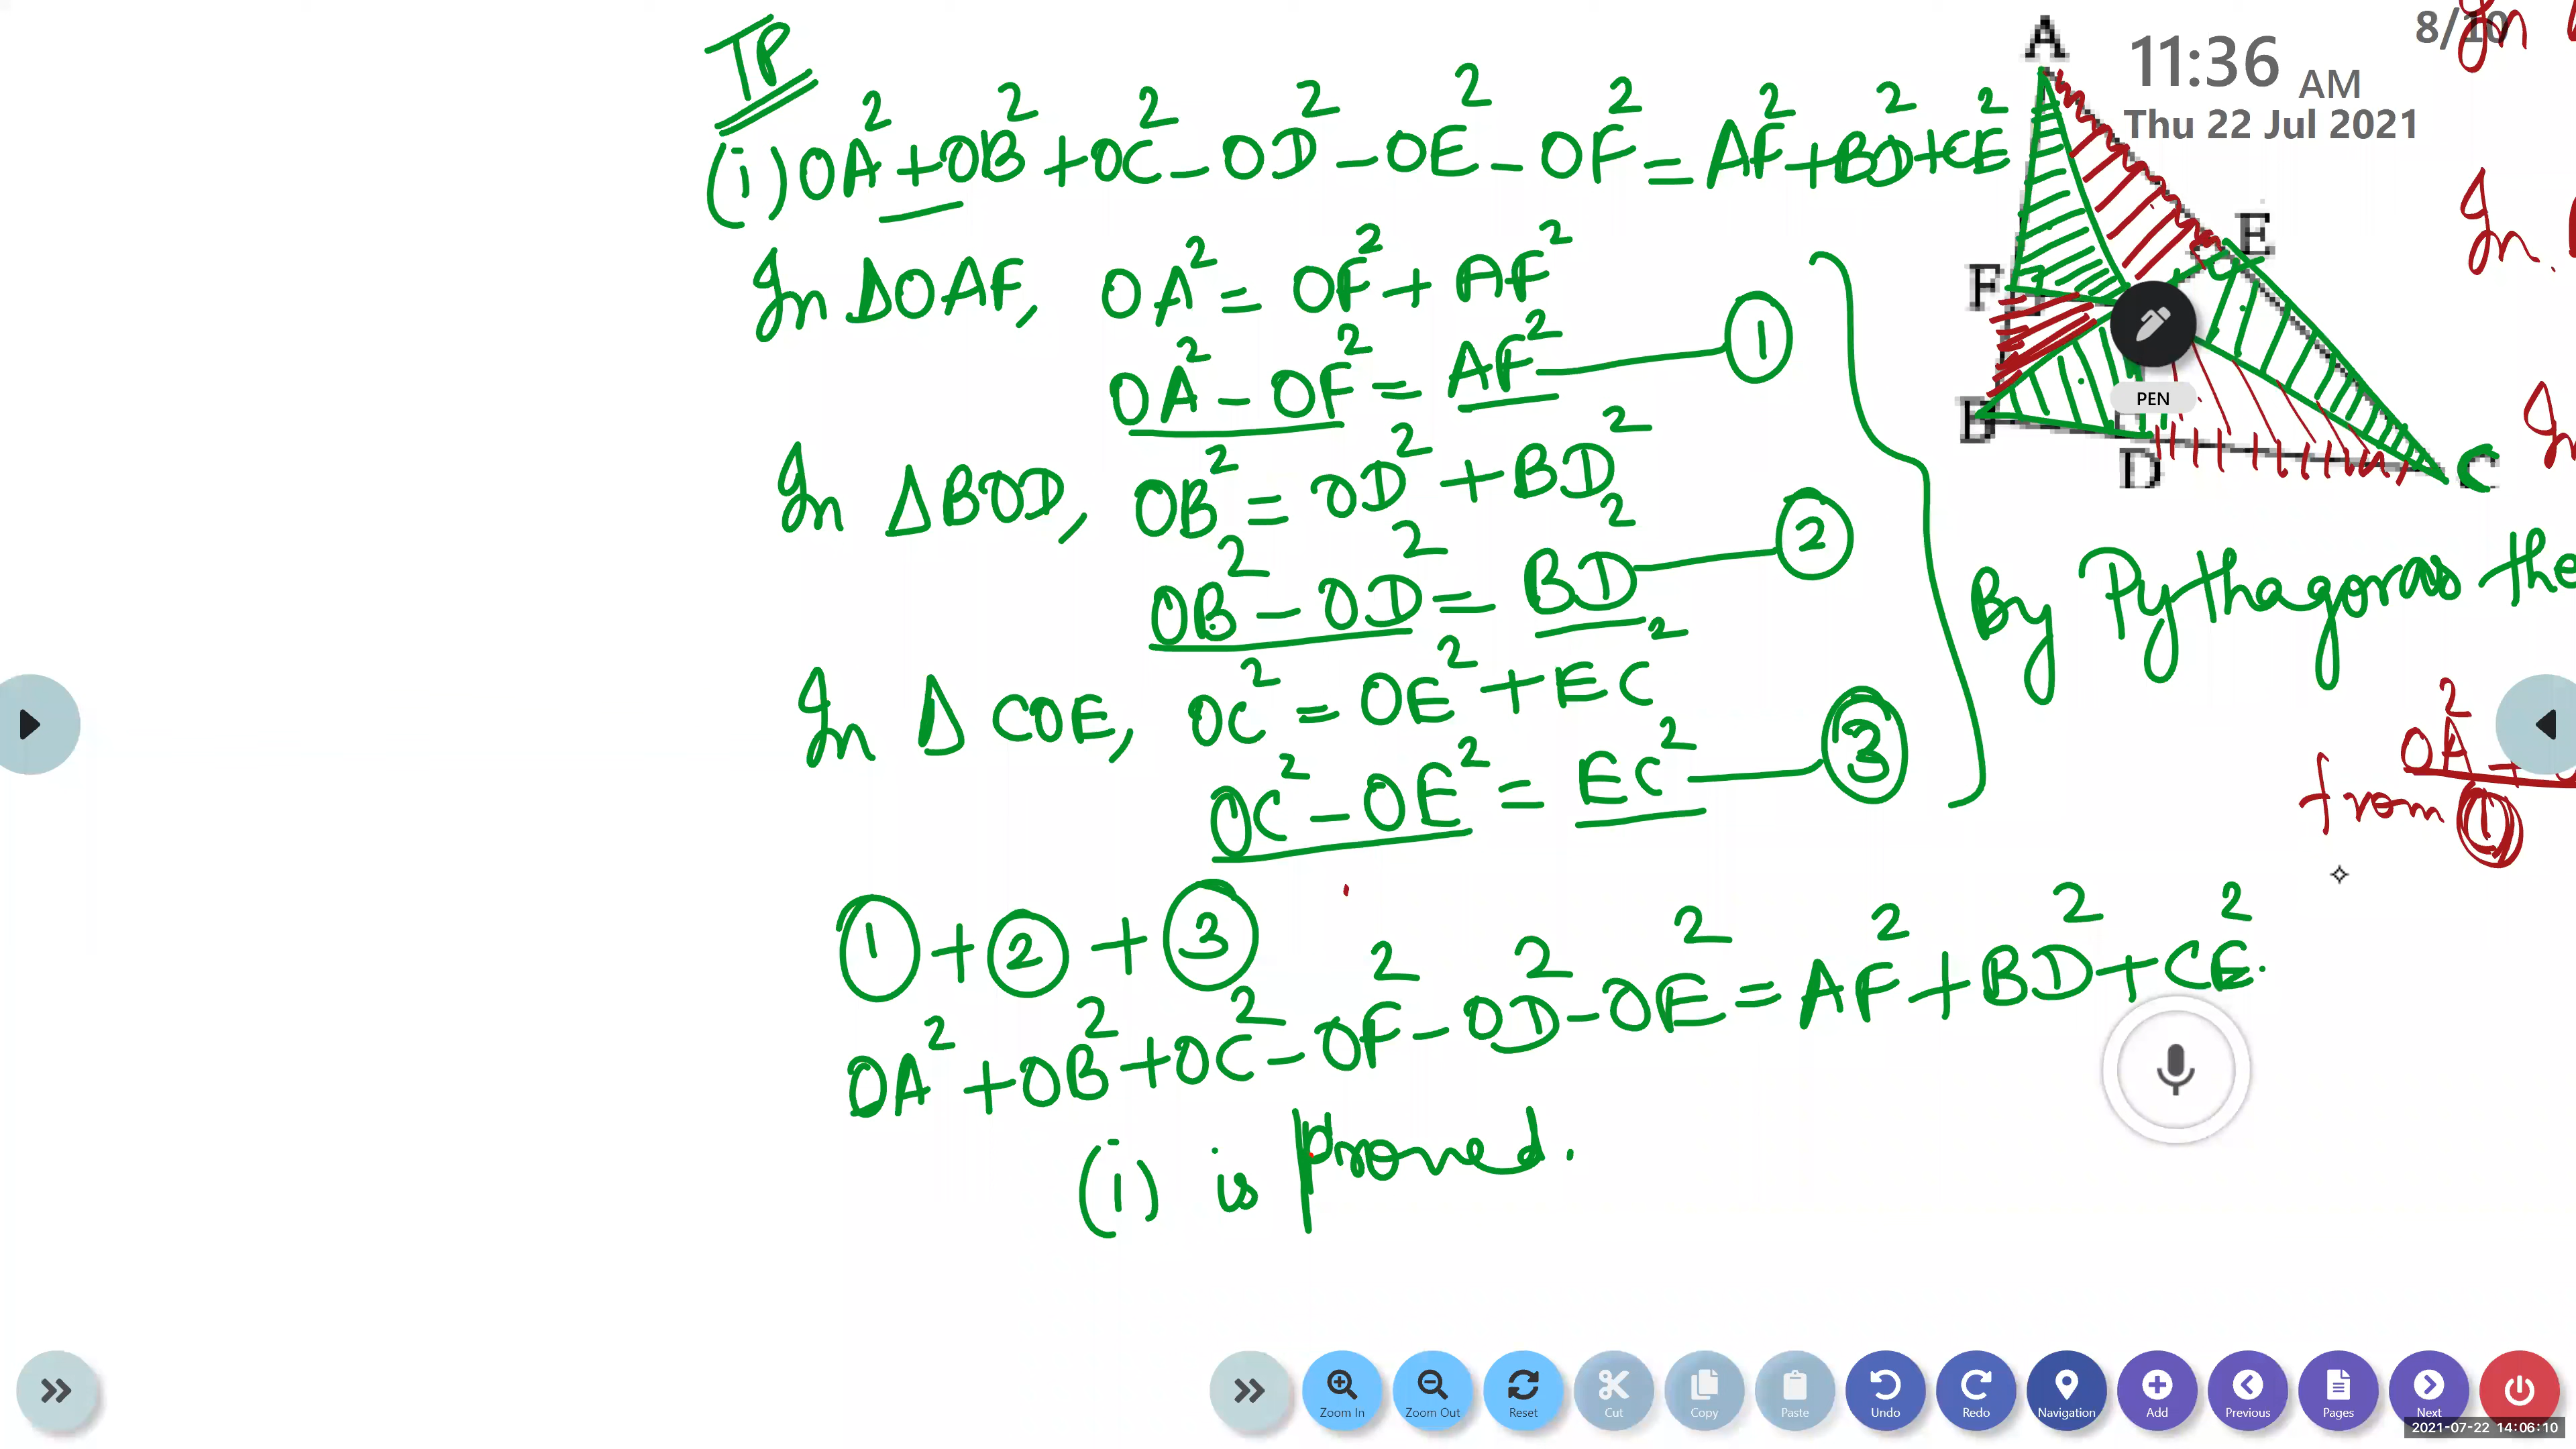 TP
(i) OA² + OB² + OC² - OD² - OE² - OF² = AF² + BD² + CE²
In ΔOAF, OA² = OF² + AF²
OA² - OF² = AF² ①
In ΔBOD, OB² = OD² + BD²
OB² - OD² = BD² ②
In ΔCOE, OC² = OE² + EC²
OC² - OE² = EC² ③
By Pythagoras the
① + ② + ③
OA² + OB² + OC² - OF² - OD² - OE² = AF² + BD² + CE².
(i) is proved.
A
E
F
B
D
C
C
8/10
11:36 AM
Thu 22 Jul 2021
PEN
In
In.
In
OA² +
from ①
Zoom In
Zoom Out
Reset
Cut
Copy
Paste
Undo
Redo
Navigation
Add
Previous
Pages
Next
2021-07-22 14:06:10